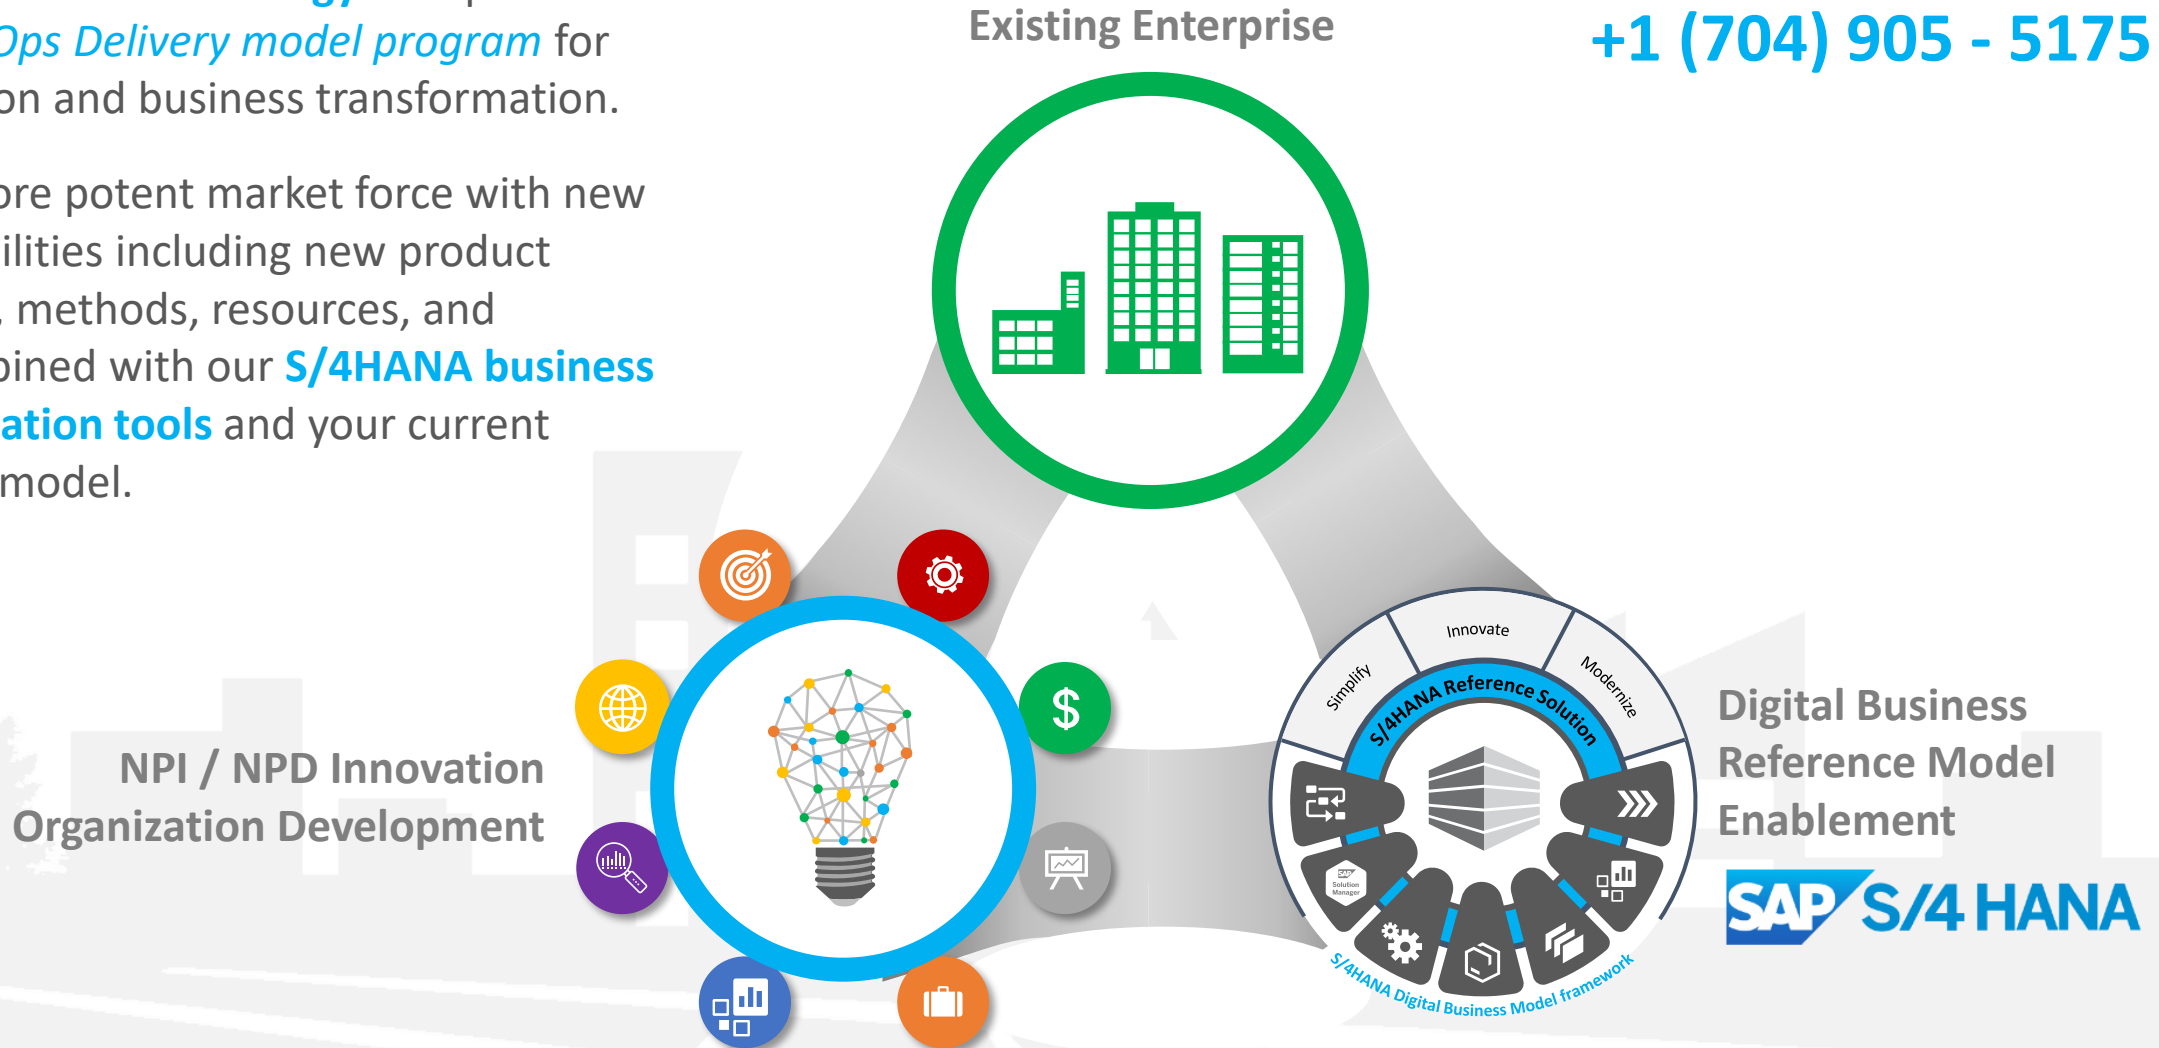 Ops Delivery model program for
on and business transformation.
ore potent market force with new
ilities including new product
, methods, resources, and
bined with our S/4HANA business
ation tools and your current
model.
Existing Enterprise
+1 (704) 905 - 5175
NPI / NPD Innovation
Organization Development
$
Simplify
Innovate
Modernize
S/4HANA Reference Solution
SAP
Solution
Manager
S/4HANA Digital Business Model framework
Digital Business
Reference Model
Enablement
SAP S/4 HANA